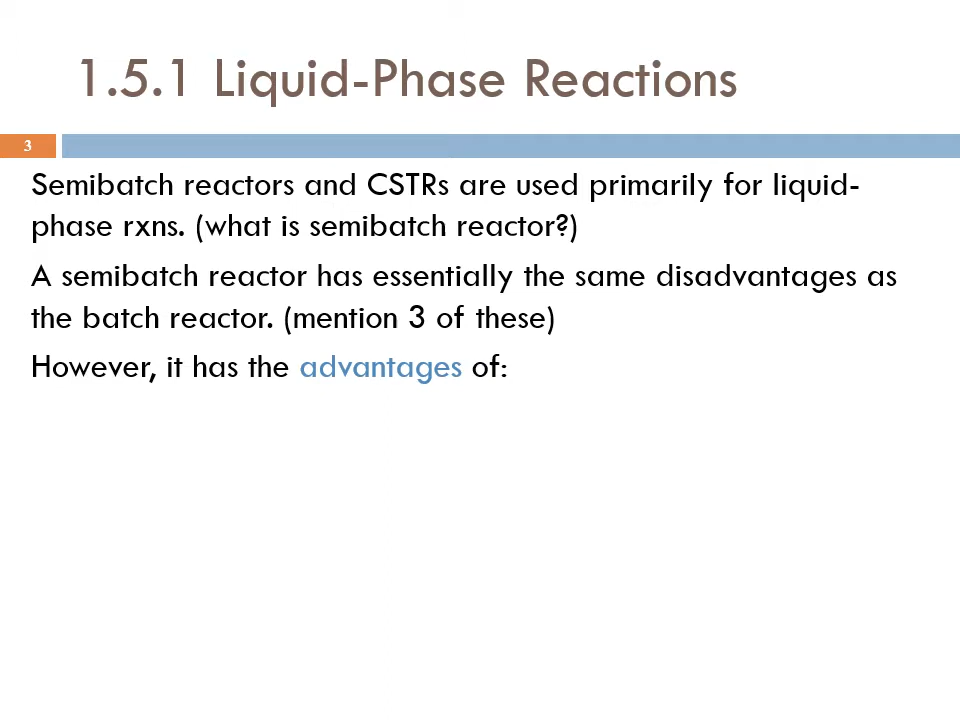 1.5.1 Liquid-Phase Reactions
3
Semibatch reactors and CSTRs are used primarily for liquid-
phase rxns. (what is semibatch reactor?)
A semibatch reactor has essentially the same disadvantages as
the batch reactor. (mention 3 of these)
However, it has the advantages of: